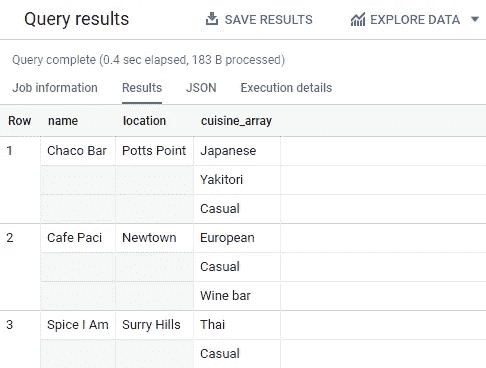 Query results SAVE RESULTS EXPLORE DATA
Query complete (0.4 sec elapsed, 183 B processed)
Job information Results JSON Execution details
Row name location cuisine_array
1 Chaco Bar Potts Point Japanese
Yakitori
Casual
2 Cafe Paci Newtown European
Casual
Wine bar
3 Spice I Am Surry Hills Thai
Casual